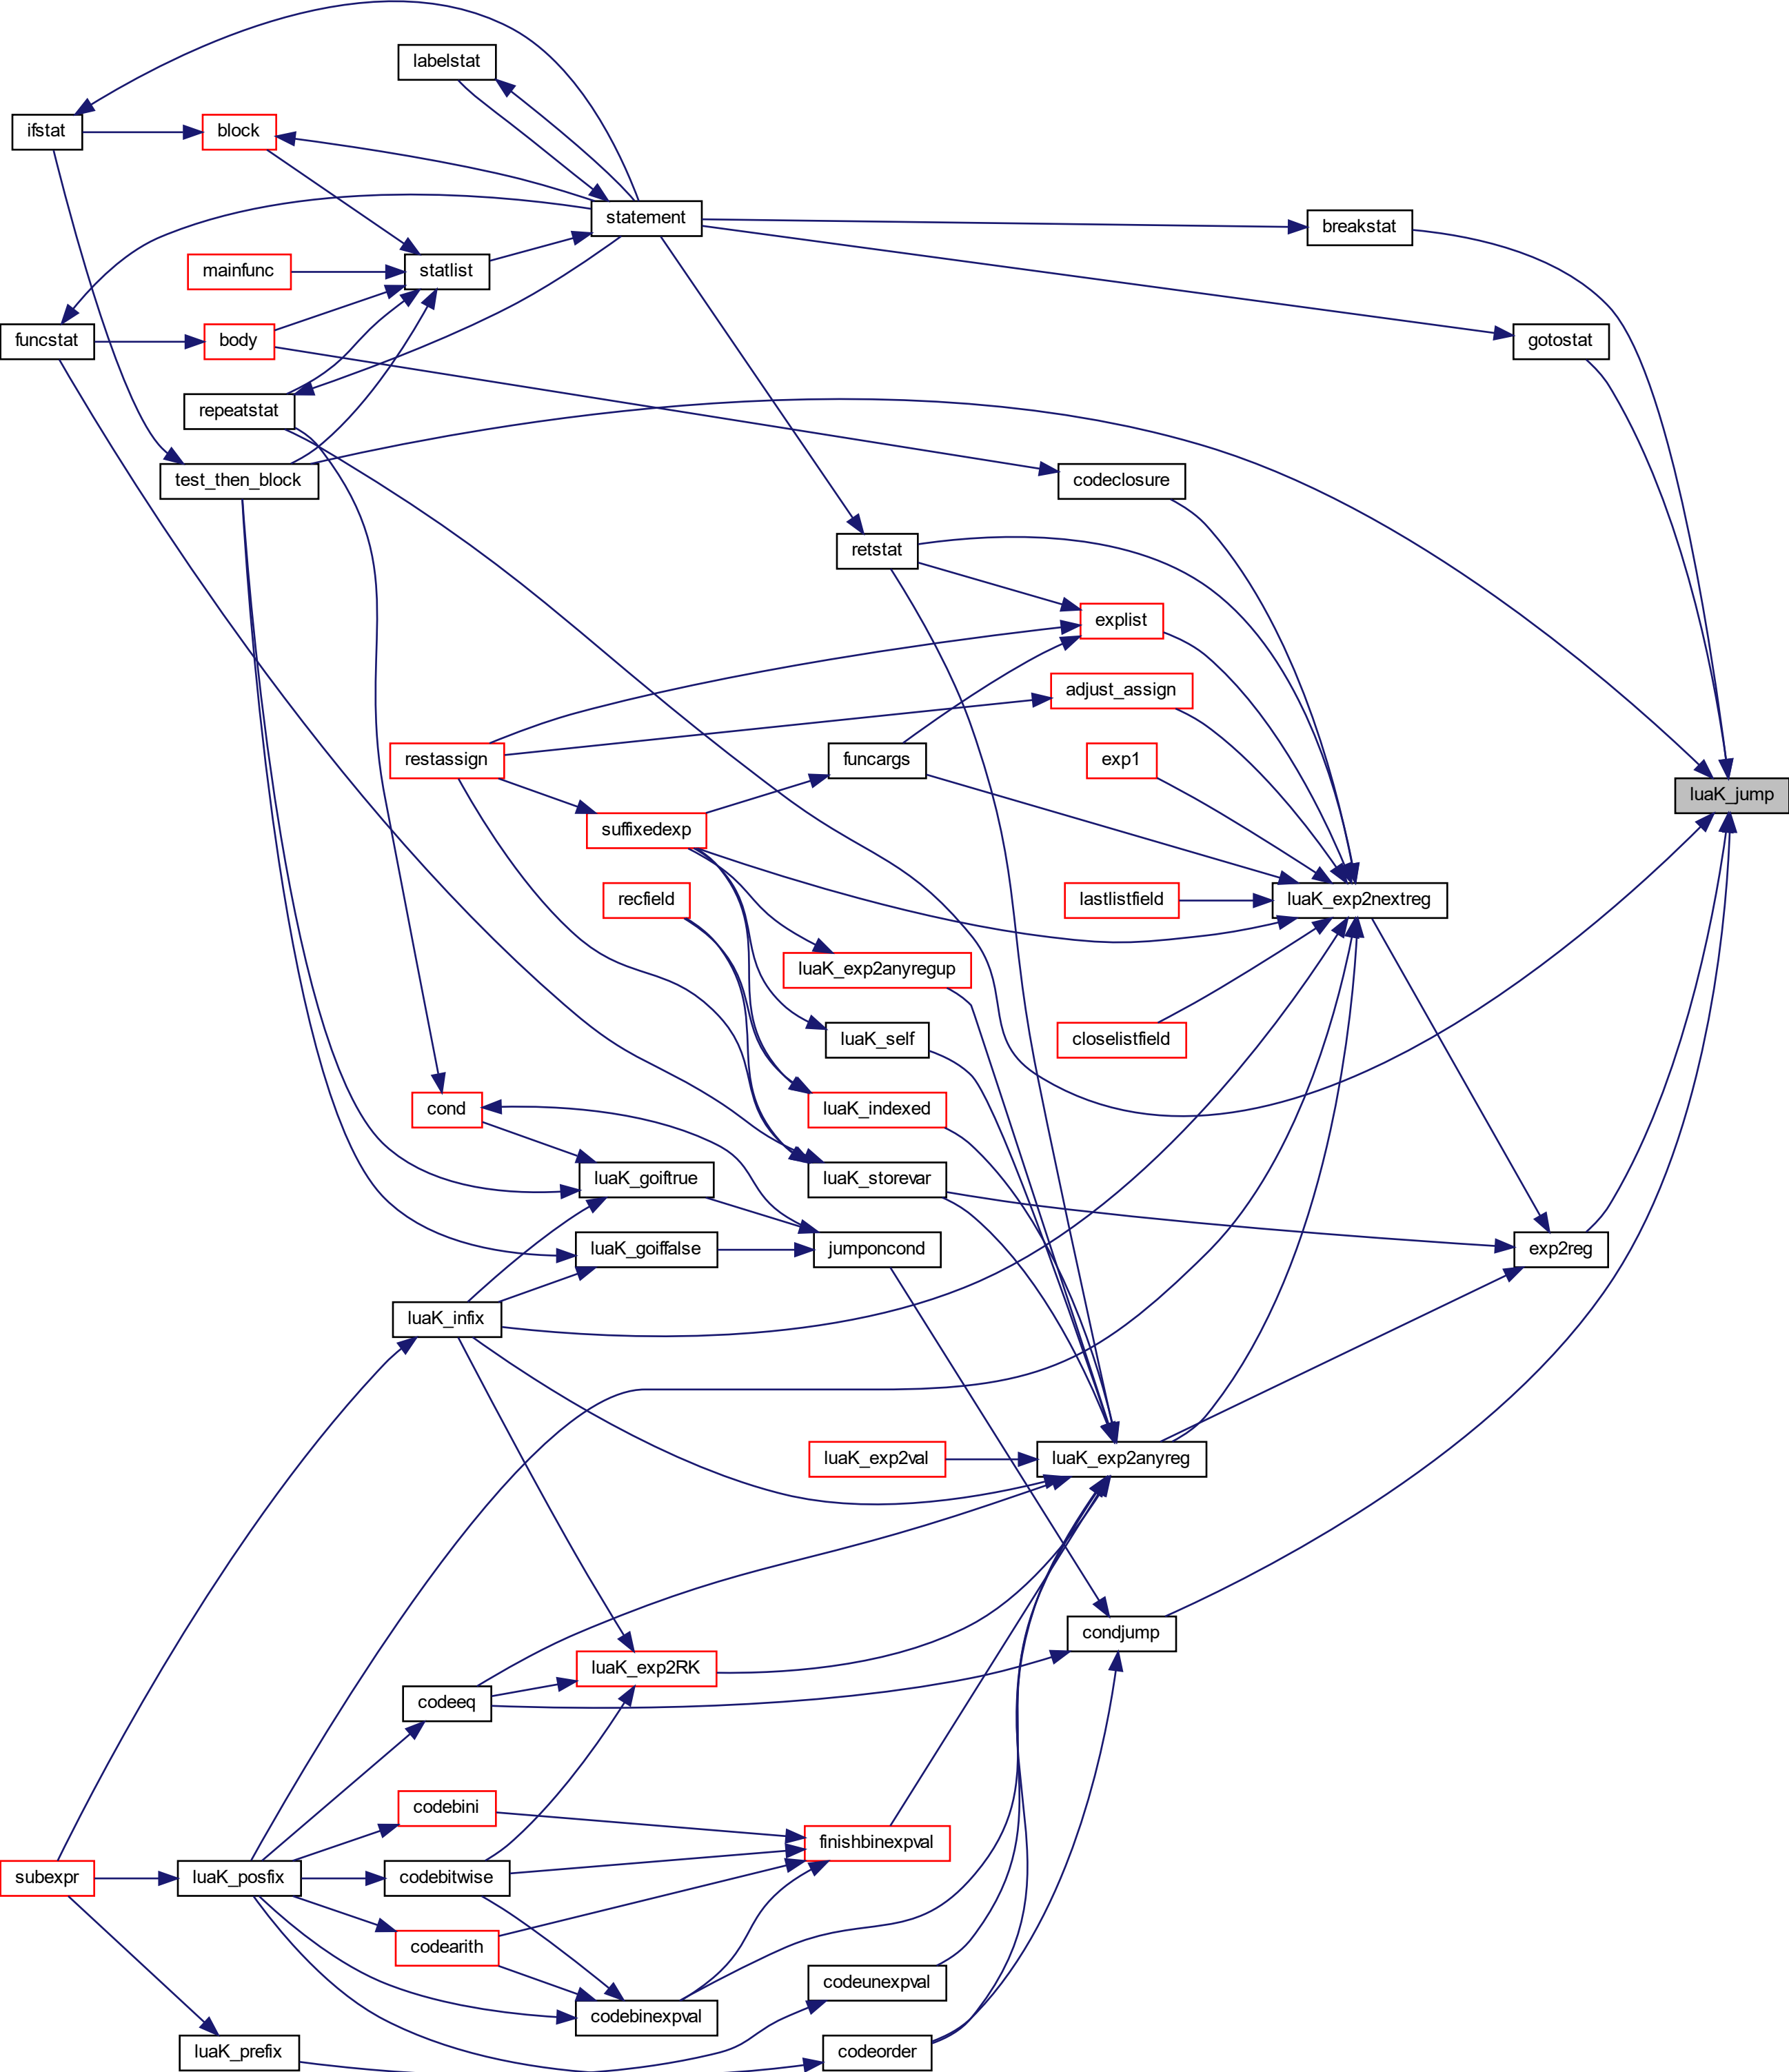 labelstat
ifstat
block
statement
breakstat
mainfunc
statlist
funcstat
body
gotostat
repeatstat
test_then_block
codeclosure
retstat
explist
adjust_assign
restassign
funcargs
exp1
luaK_jump
suffixedexp
recfield
lastlistfield
luaK_exp2nextreg
luaK_exp2anyregup
luaK_self
closelistfield
cond
luaK_indexed
luaK_goiftrue
luaK_storevar
luaK_goiffalse
jumponcond
exp2reg
luaK_infix
luaK_exp2val
luaK_exp2anyreg
condjump
luaK_exp2RK
codeeq
codebini
finishbinexpval
subexpr
luaK_posfix
codebitwise
codearith
codeunexpval
codebinexpval
luaK_prefix
codeorder